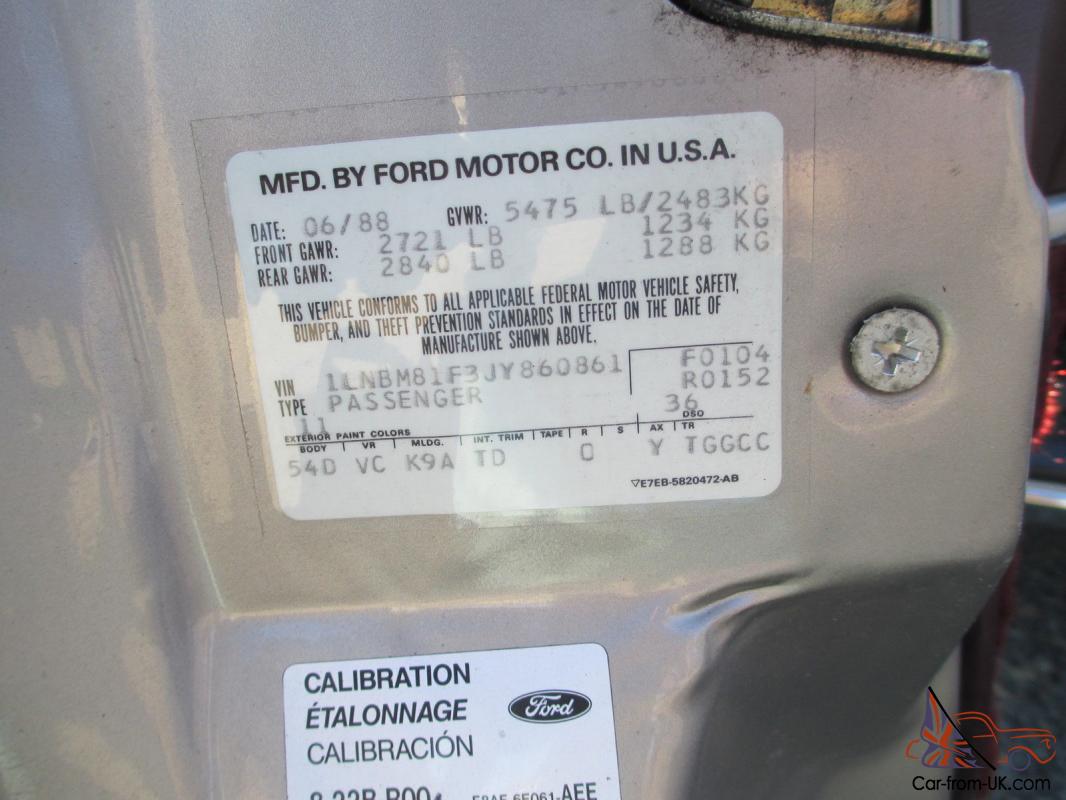 MFD. BY FORD MOTOR CO. IN U.S.A.
DATE: 06/88 GVWR: 5475 LB/2483KG
FRONT GAWR: 2721 LB 1234 KG
REAR GAWR: 2840 LB 1288 KG
THIS VEHICLE CONFORMS TO ALL APPLICABLE FEDERAL MOTOR VEHICLE SAFETY,
BUMPER, AND THEFT PREVENTION STANDARDS IN EFFECT ON THE DATE OF
MANUFACTURE SHOWN ABOVE.
VIN 1LNBM81F3JY860861 F0104
TYPE PASSENGER R0152
11 36
EXTERIOR PAINT COLORS DSO
BODY VR MLDG. INT. TRIM TAPE R S AX TR
54D VC K9A TD O Y TGGCC
▽E7EB-5820472-AB
CALIBRATION
ÉTALONNAGE
CALIBRACIÓN
Ford
AEE
Car-from-UK.com